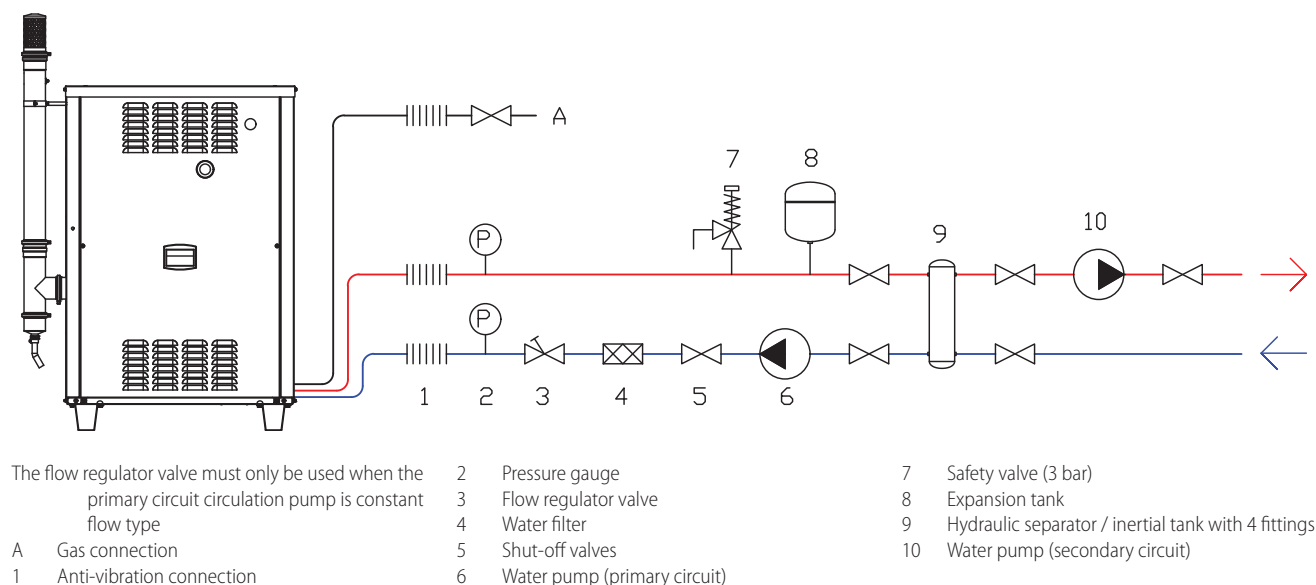 A
7
8
9
10
P
P
1
2
3
4
5
6
The flow regulator valve must only be used when the
primary circuit circulation pump is constant
flow type
A Gas connection
1 Anti-vibration connection
2 Pressure gauge
3 Flow regulator valve
4 Water filter
5 Shut-off valves
6 Water pump (primary circuit)
7 Safety valve (3 bar)
8 Expansion tank
9 Hydraulic separator / inertial tank with 4 fittings
10 Water pump (secondary circuit)